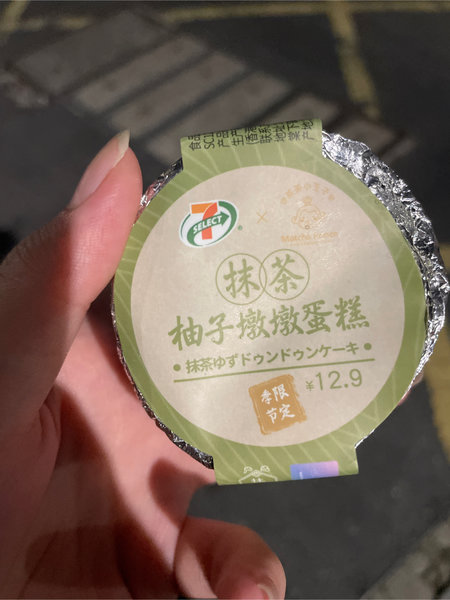 7
SELECT
®
×
抹茶
柚子墩墩蛋糕
•抹茶ゆずドゥンドゥンケーキ•
季限
节定
¥12.9